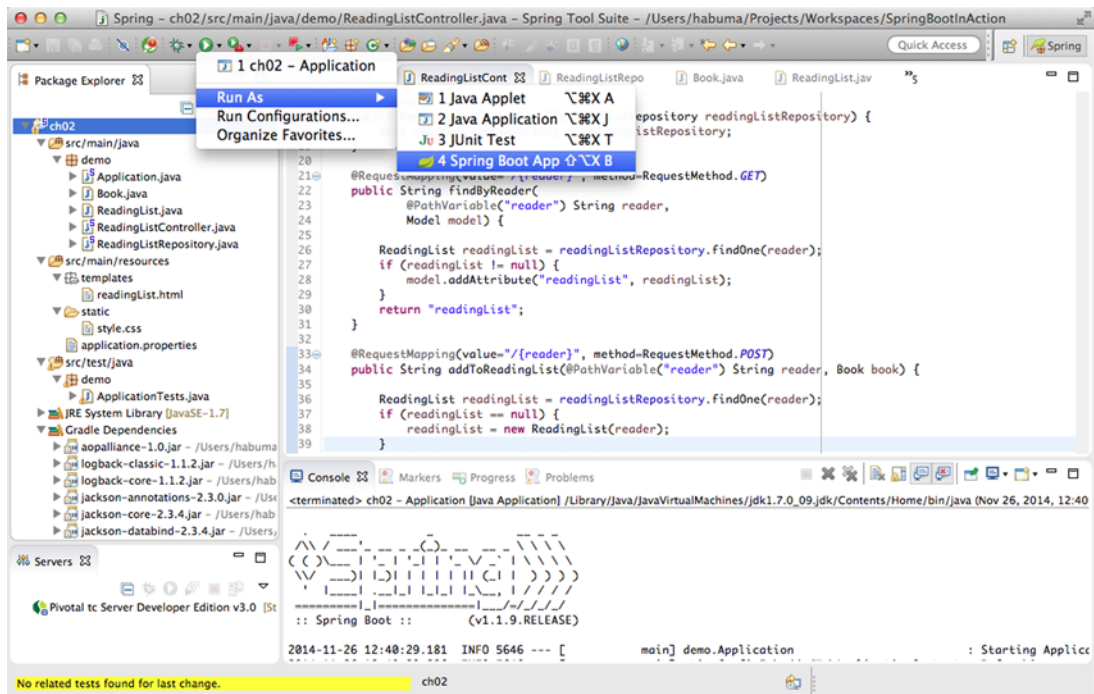 Spring – ch02/src/main/java/demo/ReadingListController.java – Spring Tool Suite – /Users/habuma/Projects/Workspaces/SpringBootInAction
Quick Access
Spring
1 ch02 – Application
Run As
Run Configurations...
Organize Favorites...
1 Java Applet ⌥⌘X A
2 Java Application ⌥⌘X J
Ju 3 JUnit Test ⌥⌘X T
4 Spring Boot App ⇧⌥X B
Package Explorer
ch02
src/main/java
demo
Application.java
Book.java
ReadingList.java
ReadingListController.java
ReadingListRepository.java
src/main/resources
templates
readingList.html
static
style.css
application.properties
src/test/java
demo
ApplicationTests.java
JRE System Library [JavaSE-1.7]
Gradle Dependencies
aopalliance-1.0.jar – /Users/habuma
logback-classic-1.1.2.jar – /Users/h
logback-core-1.1.2.jar – /Users/hab
jackson-annotations-2.3.0.jar – /Use
jackson-core-2.3.4.jar – /Users/hab
jackson-databind-2.3.4.jar – /Users,
Servers
Pivotal tc Server Developer Edition v3.0 [St
ReadingListCont
ReadingListRepo
Book.java
ReadingList.jav
»5
epository readingListRepository) {
istRepository;
20
21 @RequestMapping(value="/{reader}", method=RequestMethod.GET)
22 public String findByReader(
23 @PathVariable("reader") String reader,
24 Model model) {
25
26 ReadingList readingList = readingListRepository.findOne(reader);
27 if (readingList != null) {
28 model.addAttribute("readingList", readingList);
29 }
30 return "readingList";
31 }
32
33 @RequestMapping(value="/{reader}", method=RequestMethod.POST)
34 public String addToReadingList(@PathVariable("reader") String reader, Book book) {
35
36 ReadingList readingList = readingListRepository.findOne(reader);
37 if (readingList == null) {
38 readingList = new ReadingList(reader);
39 }
Console
Markers
Progress
Problems
<terminated> ch02 – Application [Java Application] /Library/Java/JavaVirtualMachines/jdk1.7.0_09.jdk/Contents/Home/bin/java (Nov 26, 2014, 12:40
:: Spring Boot :: (v1.1.9.RELEASE)
2014-11-26 12:40:29.181 INFO 5646 --- [ main] demo.Application : Starting Applicc
No related tests found for last change.
ch02